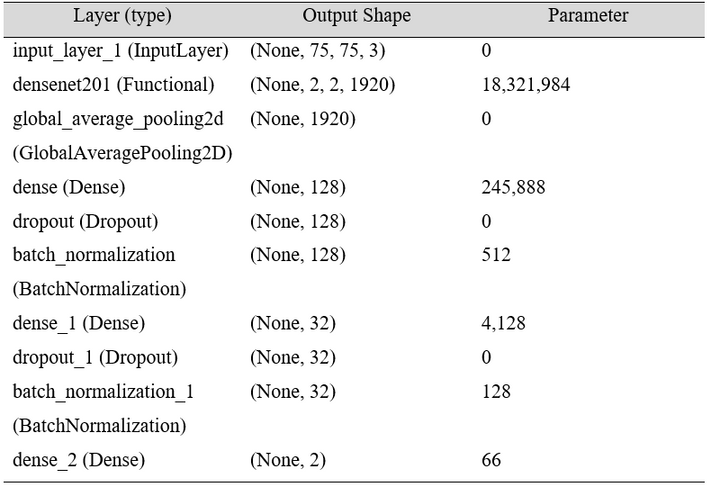 Layer (type) Output Shape Parameter
input_layer_1 (InputLayer) (None, 75, 75, 3) 0
densenet201 (Functional) (None, 2, 2, 1920) 18,321,984
global_average_pooling2d (None, 1920) 0
(GlobalAveragePooling2D)
dense (Dense) (None, 128) 245,888
dropout (Dropout) (None, 128) 0
batch_normalization (None, 128) 512
(BatchNormalization)
dense_1 (Dense) (None, 32) 4,128
dropout_1 (Dropout) (None, 32) 0
batch_normalization_1 (None, 32) 128
(BatchNormalization)
dense_2 (Dense) (None, 2) 66